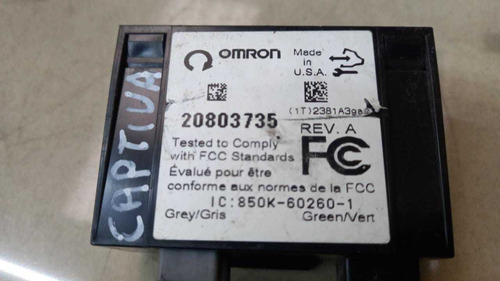 CAPTIVA
OMRON
Made in U.S.A.
20803735
(1T)2381A3ga
REV. A
Tested to Comply
with FCC Standards
FC
Évalué pour être
conforme aux normes de la FCC
IC:850K-60260-1
Grey/Gris Green/Vert